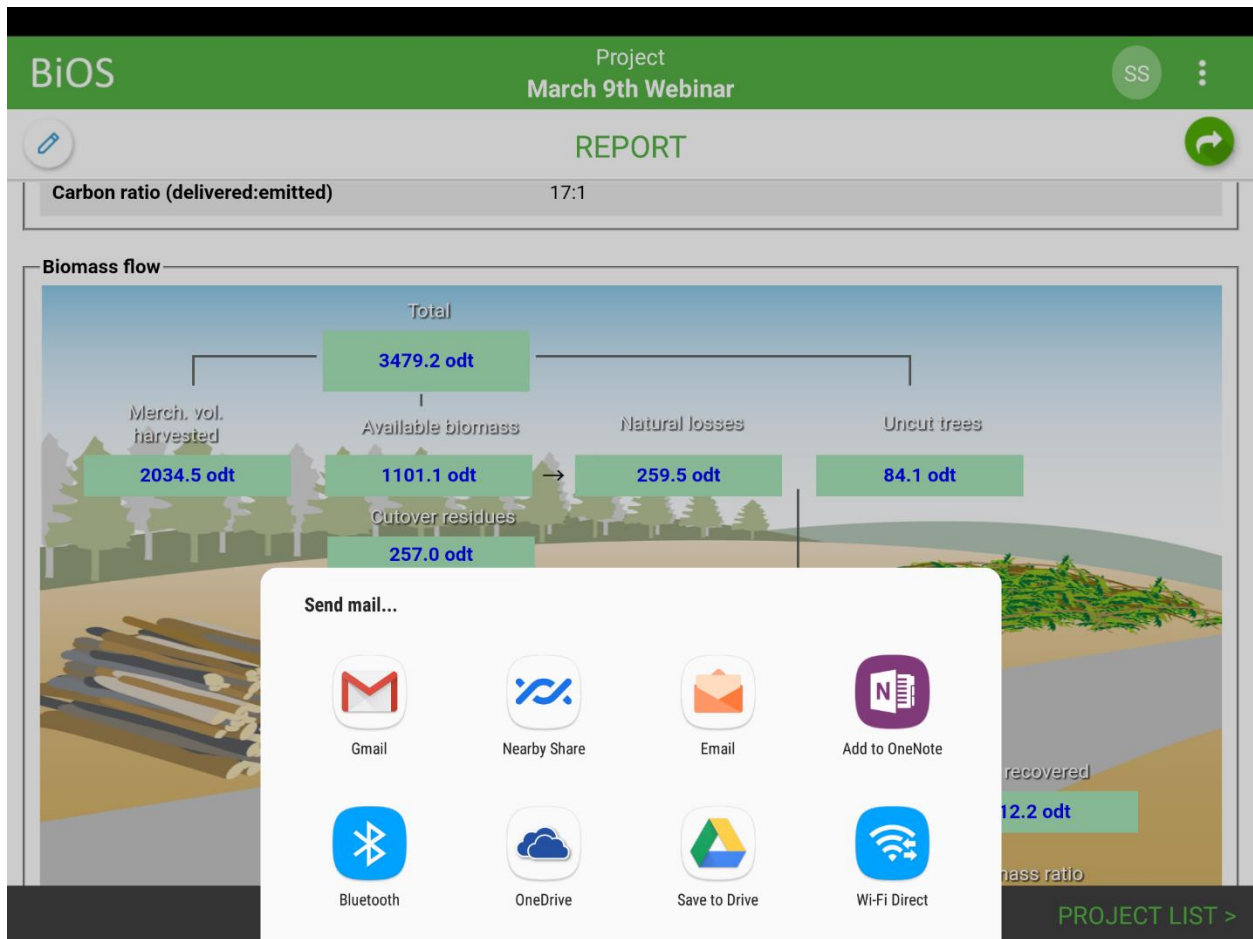 BiOS
Project
March 9th Webinar
SS
REPORT
Carbon ratio (delivered:emitted) 17:1
Biomass flow
Total
3479.2 odt
Merch. vol.
harvested
Available biomass
Natural losses
Uncut trees
2034.5 odt
1101.1 odt
→
259.5 odt
84.1 odt
Cutover residues
257.0 odt
Send mail...
Gmail
Nearby Share
Email
Add to OneNote
recovered
12.2 odt
Bluetooth
OneDrive
Save to Drive
Wi-Fi Direct
ratio
PROJECT LIST >